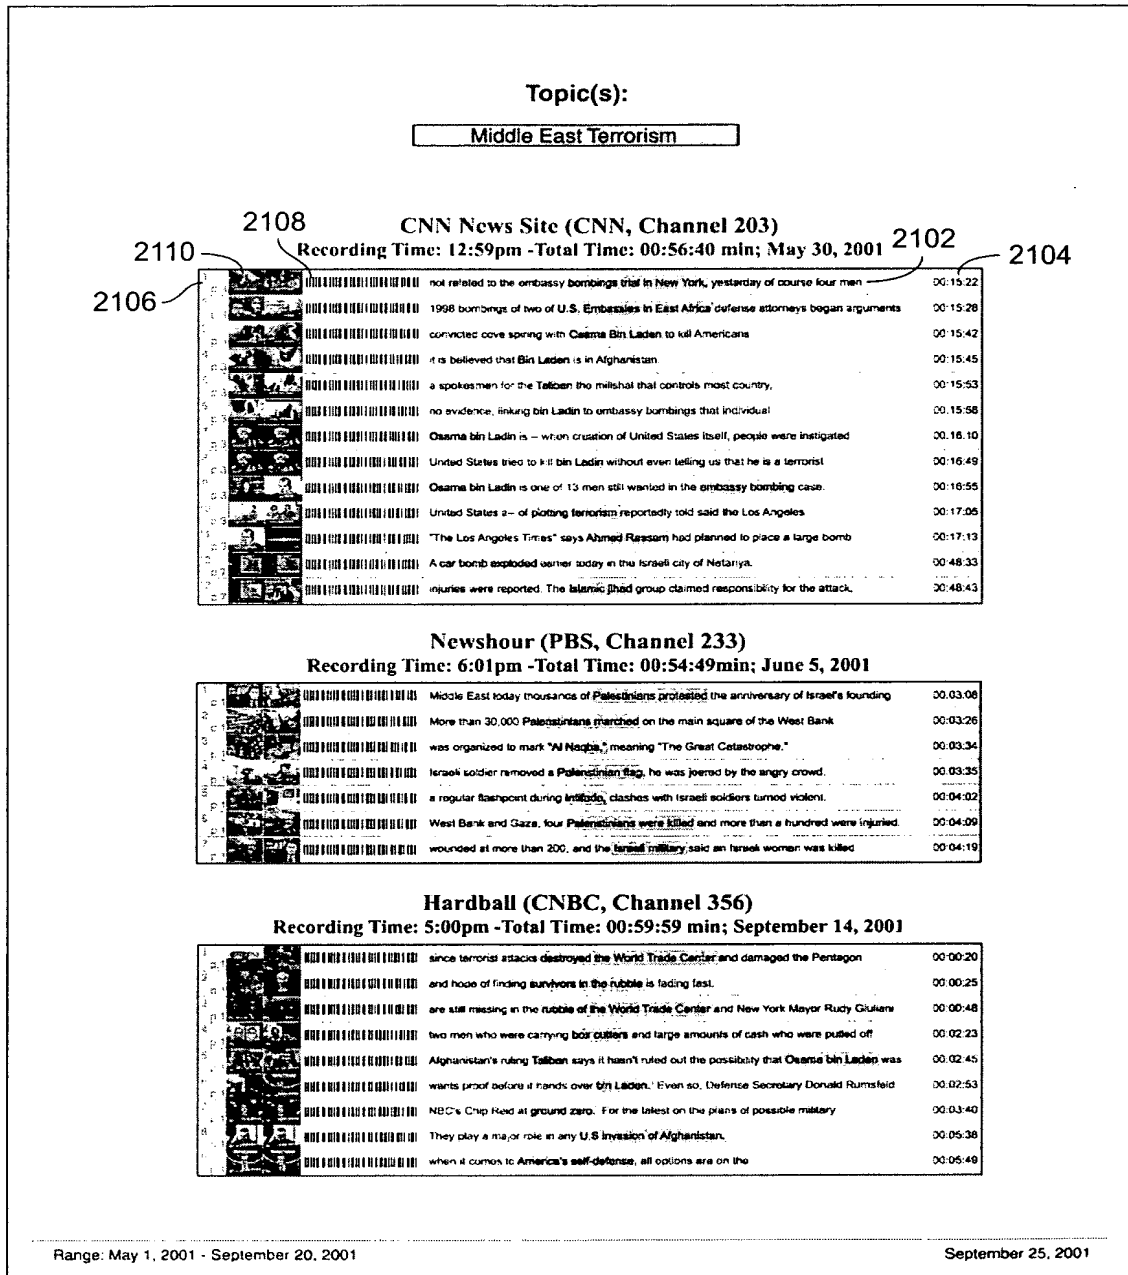 Topic(s):
Middle East Terrorism
CNN News Site (CNN, Channel 203)
Recording Time: 12:59pm -Total Time: 00:56:40 min; May 30, 2001
2108
2110
2106
2102
2104
not related to the embassy bombings trial in New York, yesterday of course four men 00:15:22
1998 bombings of two of U.S. Embassies in East Africa defense attorneys began arguments 00:15:28
convicted cove spiring with Osama Bin Laden to kill Americans 00:15:42
it is believed that Bin Laden is in Afghanistan. 00:15:45
a spokesmen for the Taliban the milishal that controls most country, 00:15:53
no evidence, linking bin Ladin to embassy bombings that individual 00:15:58
Osama bin Ladin is – when creation of United States itself, people were instigated 00:16:10
United States tried to kill bin Ladin without even telling us that he is a terrorist 00:16:49
Osama bin Ladin is one of 13 men still wanted in the embassy bombing case. 00:16:55
United States a– of plotting terrorism reportedly told said the Los Angeles 00:17:05
"The Los Angeles Times" says Ahmed Ressam had planned to place a large bomb 00:17:13
A car bomb exploded earlier today in the Israeli city of Netanya. 00:48:33
injuries were reported. The Islamic jihad group claimed responsibility for the attack, 00:48:43
Newshour (PBS, Channel 233)
Recording Time: 6:01pm -Total Time: 00:54:49min; June 5, 2001
Middle East today thousands of Palestinians protested the anniversary of Israel's founding 00:03:08
More than 30,000 Palenstinians marched on the main square of the West Bank 00:03:26
was organized to mark "Al Naqba," meaning "The Great Catastrophe." 00:03:34
Israeli soldier removed a Palenstinian flag, he was joered by the angry crowd. 00:03:35
a regular flashpoint during intifada, clashes with Israeli soldiers turned violent. 00:04:02
West Bank and Gaza, four Palenstinians were killed and more than a hundred were injuried. 00:04:09
wounded at more than 200, and the Israeli military said an Israeli women was killed 00:04:19
Hardball (CNBC, Channel 356)
Recording Time: 5:00pm -Total Time: 00:59:59 min; September 14, 2001
since terrorist attacks destroyed the World Trade Center and damaged the Pentagon 00:00:20
and hope of finding survivors in the rubble is fading fast. 00:00:25
are still missing in the rubble of the World Trade Center and New York Mayor Rudy Giuliani 00:00:48
two men who were carrying box cutters and large amounts of cash who were pulled off 00:02:23
Afghanistan's ruling Taliban says it hasn't ruled out the possibility that Osama bin Laden was 00:02:45
wants proof before it hands over bin Laden.' Even so, Defense Secretary Donald Rumsfeld 00:02:53
NBC's Chip Reid at ground zero. For the latest on the plans of possible military 00:03:40
They play a major role in any U.S invasion of Afghanistan. 00:05:38
when it comes to America's self-defense, all options are on the 00:05:49
Range: May 1, 2001 - September 20, 2001
September 25, 2001